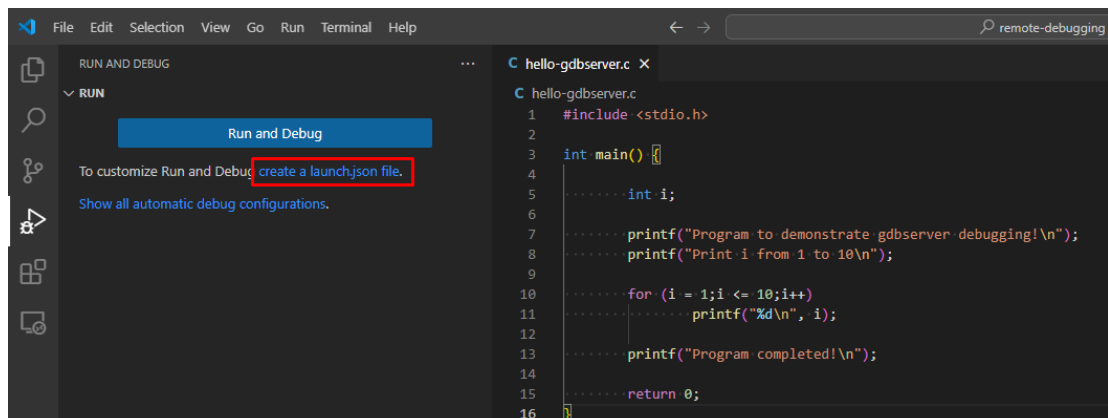 File Edit Selection View Go Run Terminal Help
remote-debugging
RUN AND DEBUG ...
RUN
Run and Debug
To customize Run and Debug create a launch.json file.
Show all automatic debug configurations.
C hello-gdbserver.c
C hello-gdbserver.c
1 #include <stdio.h>
2
3 int main() {
4
5 int i;
6
7 printf("Program to demonstrate gdbserver debugging!\n");
8 printf("Print i from 1 to 10\n");
9
10 for (i = 1;i <= 10;i++)
11 printf("%d\n", i);
12
13 printf("Program completed!\n");
14
15 return 0;
16 }